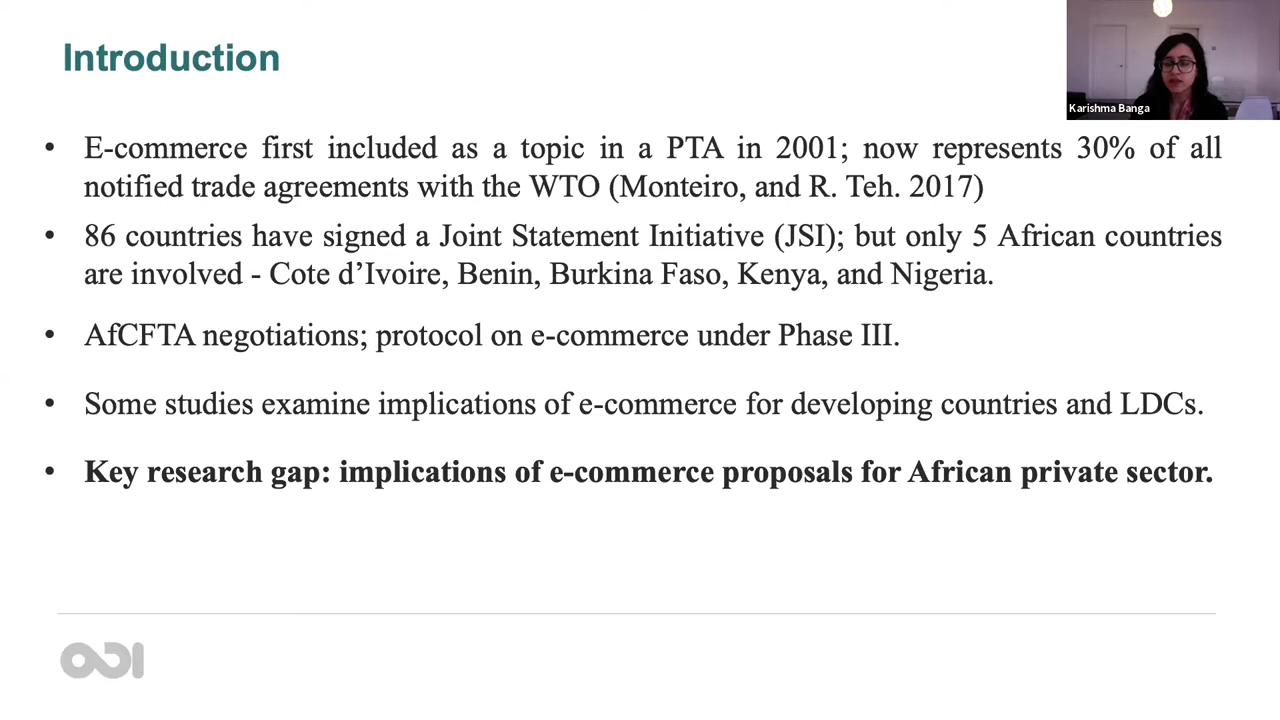 Introduction
Karishma Banga
• E-commerce first included as a topic in a PTA in 2001; now represents 30% of all
notified trade agreements with the WTO (Monteiro, and R. Teh. 2017)
• 86 countries have signed a Joint Statement Initiative (JSI); but only 5 African countries
are involved - Cote d’Ivoire, Benin, Burkina Faso, Kenya, and Nigeria.
• AfCFTA negotiations; protocol on e-commerce under Phase III.
• Some studies examine implications of e-commerce for developing countries and LDCs.
• Key research gap: implications of e-commerce proposals for African private sector.
ODI